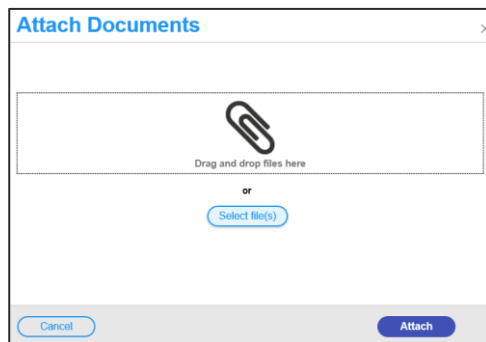 Attach Documents
Drag and drop files here
or
Select file(s)
Cancel
Attach